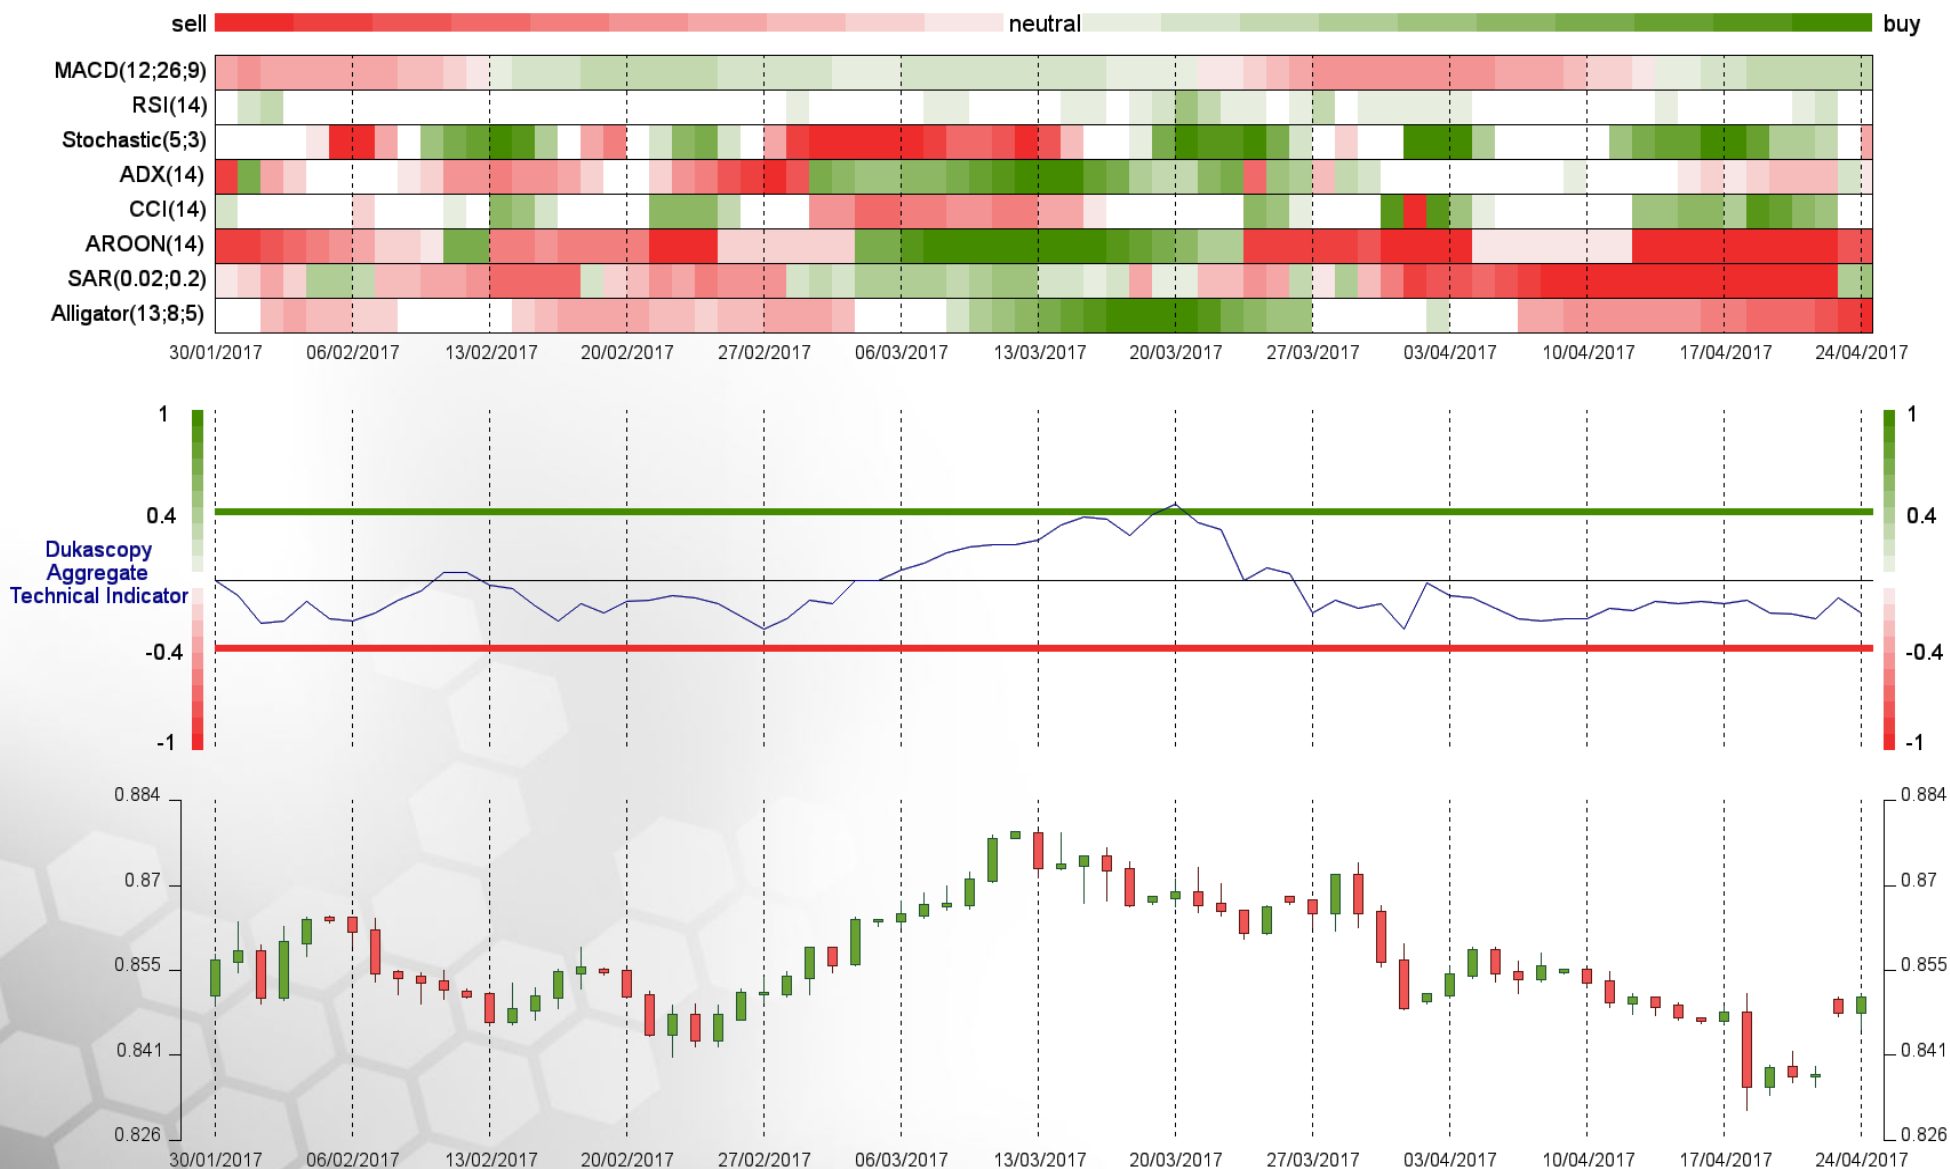 sell neutral buy
MACD(12;26;9)
RSI(14)
Stochastic(5;3)
ADX(14)
CCI(14)
AROON(14)
SAR(0.02;0.2)
Alligator(13;8;5)
30/01/2017 06/02/2017 13/02/2017 20/02/2017 27/02/2017 06/03/2017 13/03/2017 20/03/2017 27/03/2017 03/04/2017 10/04/2017 17/04/2017 24/04/2017
1 1
0.4 0.4
Dukascopy
Aggregate
Technical Indicator
-0.4 -0.4
-1 -1
0.884 0.884
0.87 0.87
0.855 0.855
0.841 0.841
0.826 0.826
30/01/2017 06/02/2017 13/02/2017 20/02/2017 27/02/2017 06/03/2017 13/03/2017 20/03/2017 27/03/2017 03/04/2017 10/04/2017 17/04/2017 24/04/2017